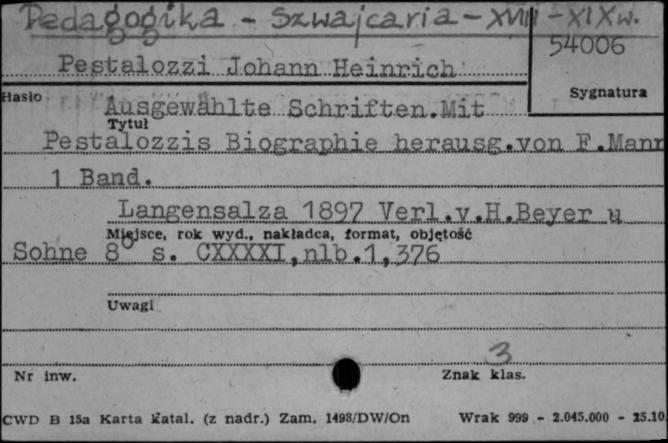 Pedagogika - Szwajcaria - XVIII - XIX w.
54006
Pestalozzi Johann Heinrich
Hasło
Sygnatura
Ausgewählte Schriften.Mit
Tytuł
Pestalozzis Biographie herausg.von F.Mann
1 Band.
Langensalza 1897 Verl.v.H.Beyer u
Miejsce, rok wyd., nakładca, format, objętość
Sohne 8° s. CXXXXI,nlb.1,376
Uwagi
3
Nr inw.
Znak klas.
CWD B 15a Karta Katal. (z nadr.) Zam. 1498/DW/On Wrak 999 - 2.045.000 - 25.10